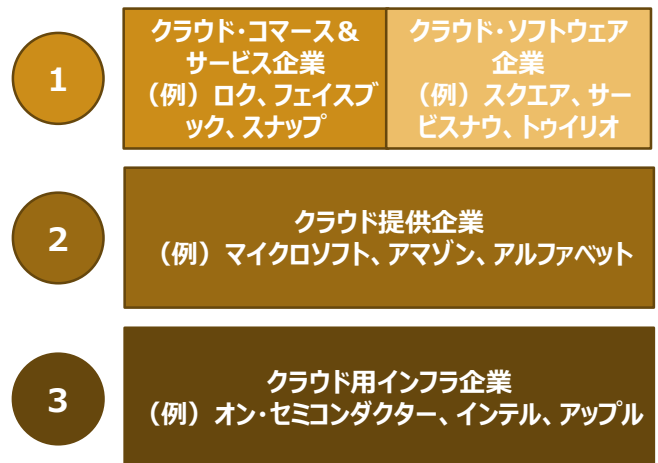 1
クラウド・コマース＆
サービス企業
（例）ロク、フェイスブ
ック、スナップ
クラウド・ソフトウェア
企業
（例）スクエア、サー
ビスナウ、トゥイリオ
2
クラウド提供企業
（例）マイクロソフト、アマゾン、アルファベット
3
クラウド用インフラ企業
（例）オン・セミコンダクター、インテル、アップル